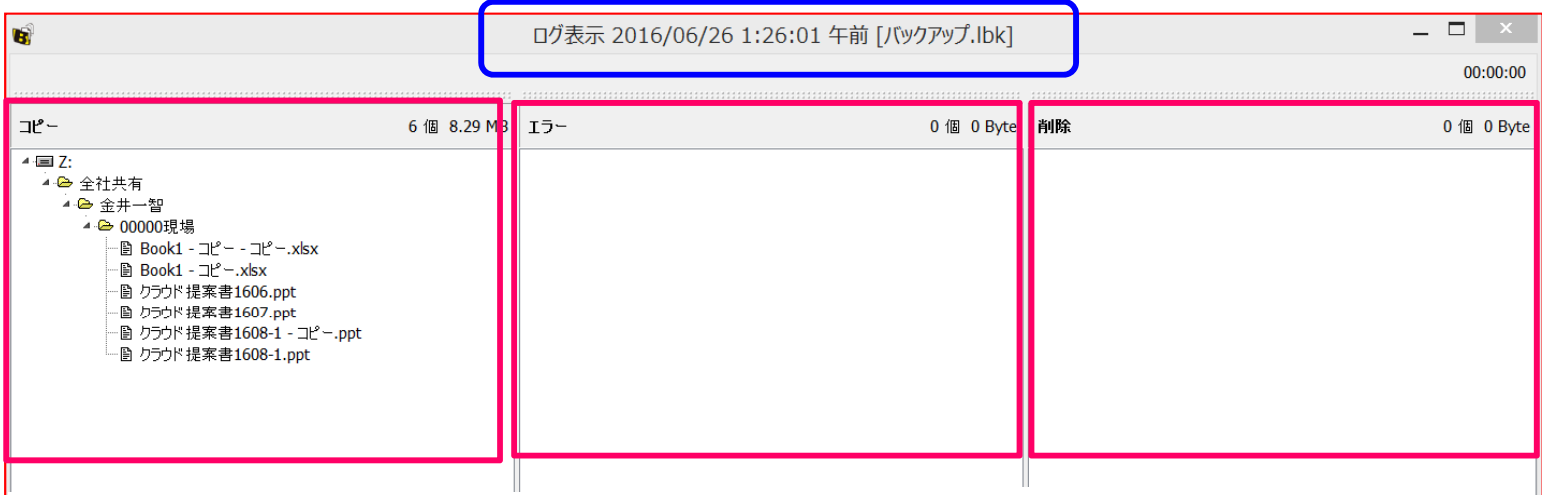 ログ表示 2016/06/26 1:26:01 午前 [バックアップ.lbk]
00:00:00
コピー 6 個 8.29 MB
エラー 0 個 0 Byte
削除 0 個 0 Byte
Z:
全社共有
金井一智
00000現場
Book1 - コピー - コピー.xlsx
Book1 - コピー.xlsx
クラウド提案書1606.ppt
クラウド提案書1607.ppt
クラウド提案書1608-1 - コピー.ppt
クラウド提案書1608-1.ppt